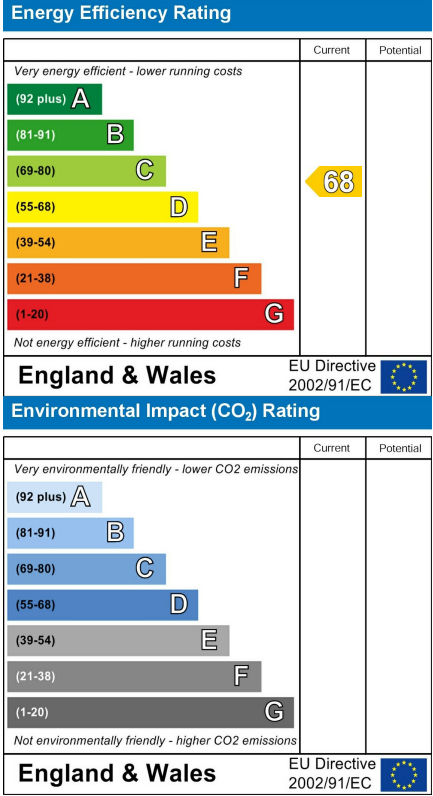 Energy Efficiency Rating
Current Potential
Very energy efficient - lower running costs
(92 plus) A
(81-91) B
(69-80) C
68
(55-68) D
(39-54) E
(21-38) F
(1-20) G
Not energy efficient - higher running costs
England & Wales
EU Directive
2002/91/EC
Environmental Impact (CO₂) Rating
Current Potential
Very environmentally friendly - lower CO2 emissions
(92 plus) A
(81-91) B
(69-80) C
(55-68) D
(39-54) E
(21-38) F
(1-20) G
Not environmentally friendly - higher CO2 emissions
England & Wales
EU Directive
2002/91/EC